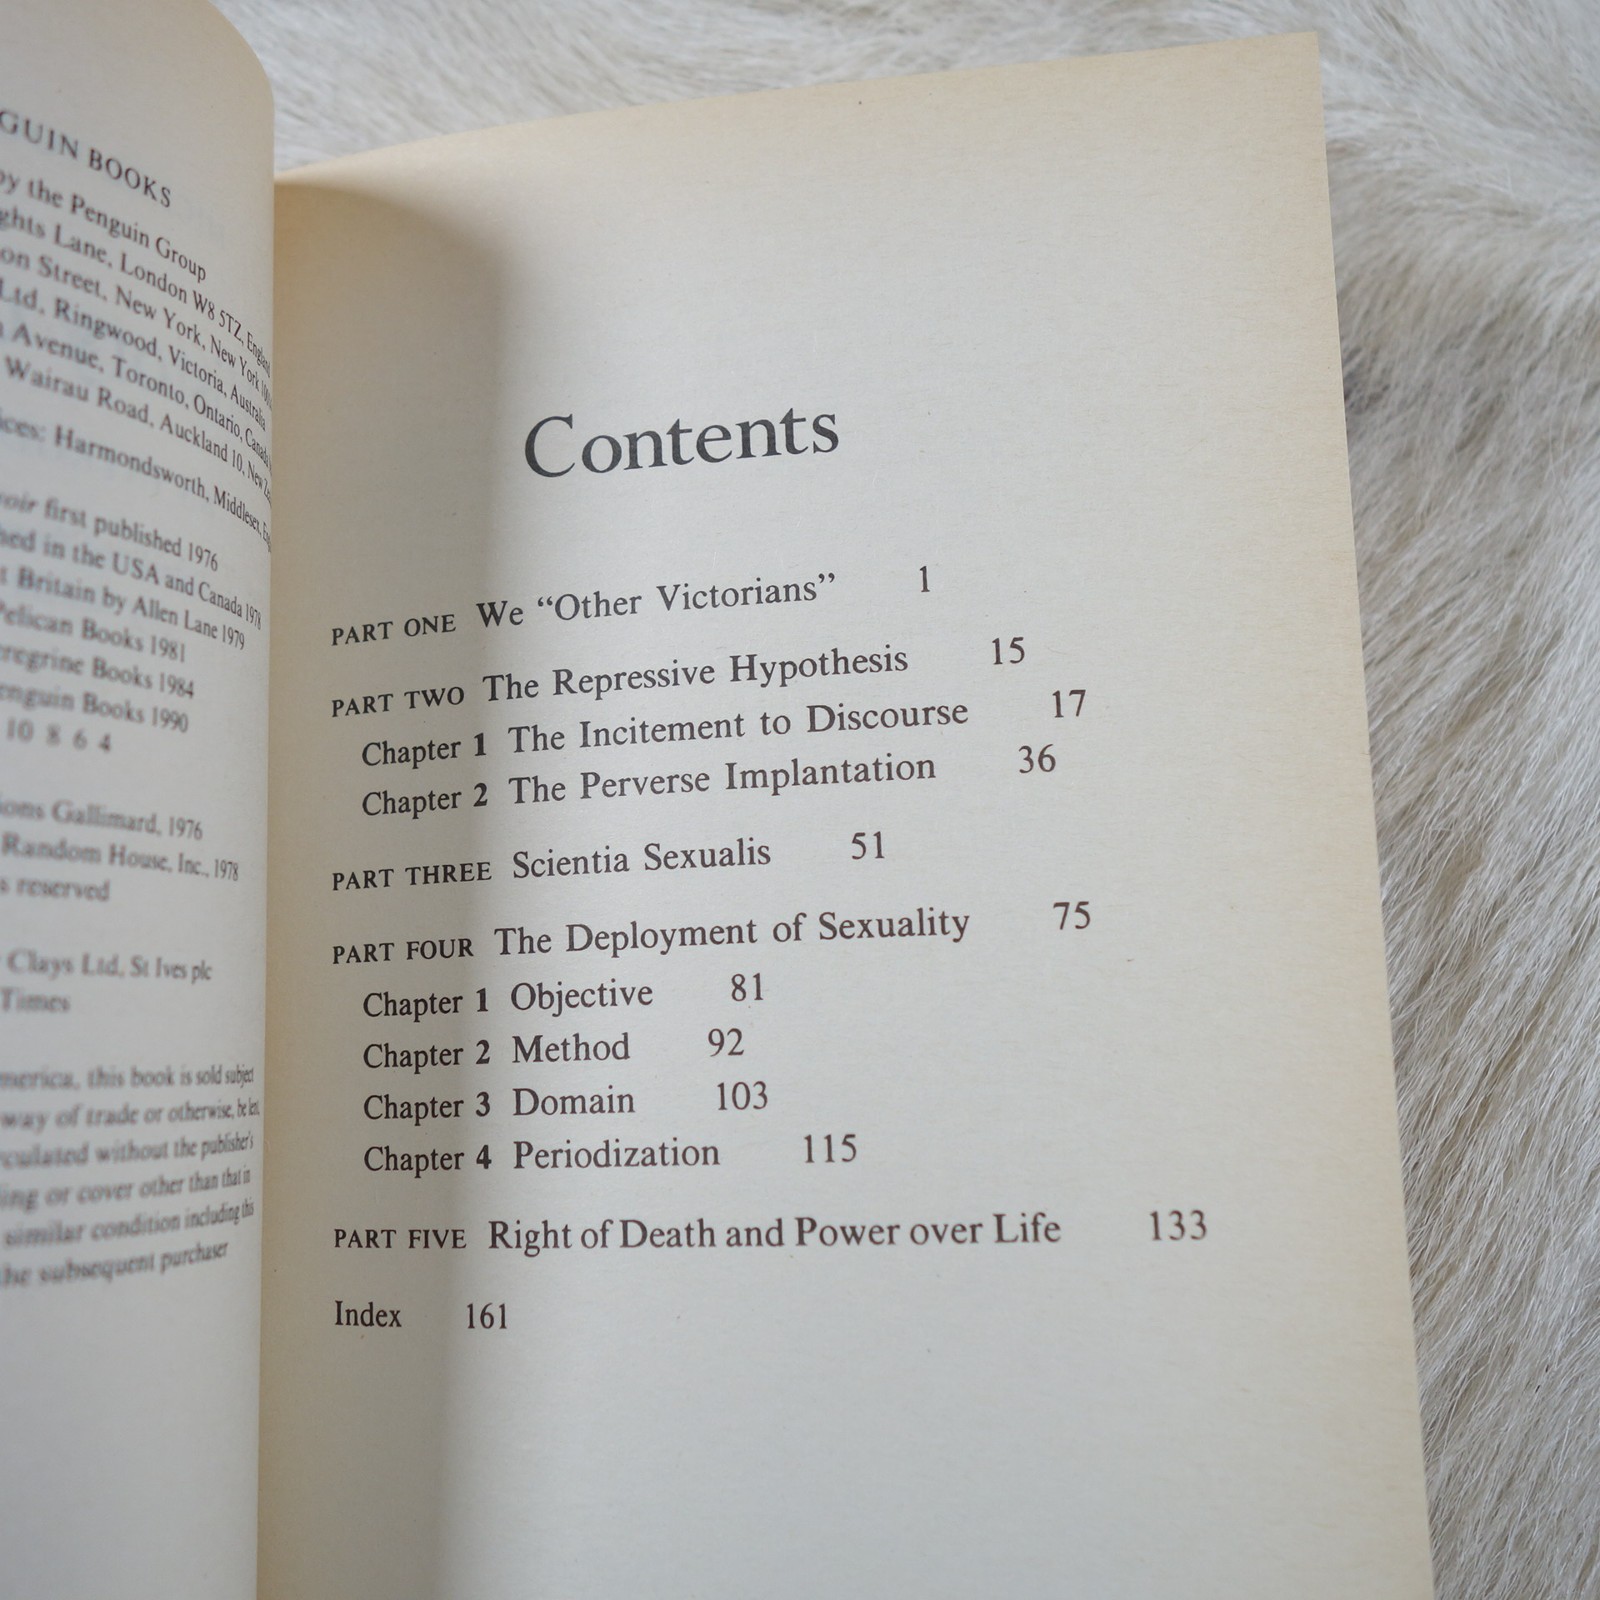 GUIN BOOKS
by the Penguin Group
ghts Lane, London W8 5TZ, England
on Street, New York, New York
Ltd, Ringwood, Victoria, Australia
Avenue, Toronto, Ontario, Canada
Wairau Road, Auckland 10, New
ices: Harmondsworth, Middlesex,
oir first published 1976
hed in the USA and Canada 1978
t Britain by Allen Lane 1979
Pelican Books 1981
eregrine Books 1984
enguin Books 1990
10 8 6 4
ions Gallimard, 1976
Random House, Inc., 1978
s reserved
Clays Ltd, St Ives plc
Times
merica, this book is sold subject
way of trade or otherwise, be lent,
rculated without the publisher's
ing or cover other than that in
similar condition including this
he subsequent purchaser
Contents
PART ONE We "Other Victorians" 1
PART TWO The Repressive Hypothesis 15
Chapter 1 The Incitement to Discourse 17
Chapter 2 The Perverse Implantation 36
PART THREE Scientia Sexualis 51
PART FOUR The Deployment of Sexuality 75
Chapter 1 Objective 81
Chapter 2 Method 92
Chapter 3 Domain 103
Chapter 4 Periodization 115
PART FIVE Right of Death and Power over Life 133
Index 161